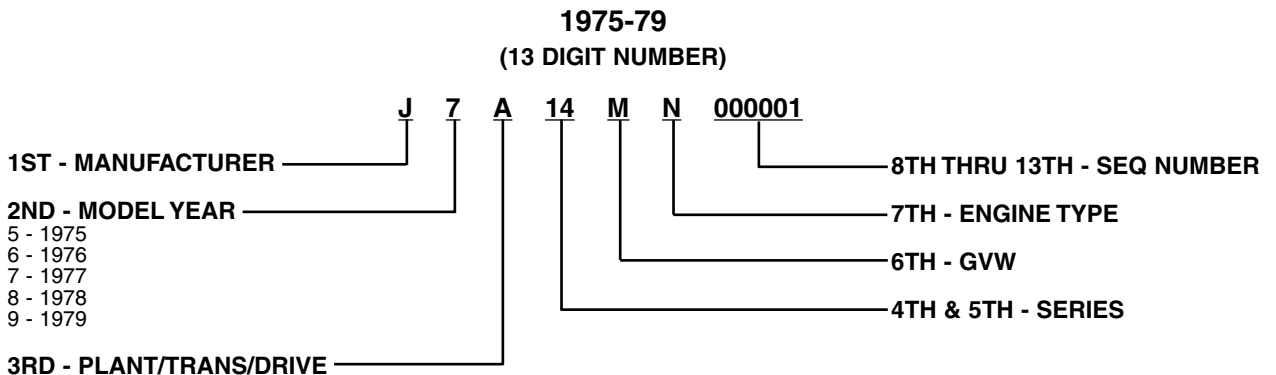 1975-79
(13 DIGIT NUMBER)
J 7 A 14 M N 000001
1ST - MANUFACTURER
2ND - MODEL YEAR
5 - 1975
6 - 1976
7 - 1977
8 - 1978
9 - 1979
3RD - PLANT/TRANS/DRIVE
8TH THRU 13TH - SEQ NUMBER
7TH - ENGINE TYPE
6TH - GVW
4TH & 5TH - SERIES